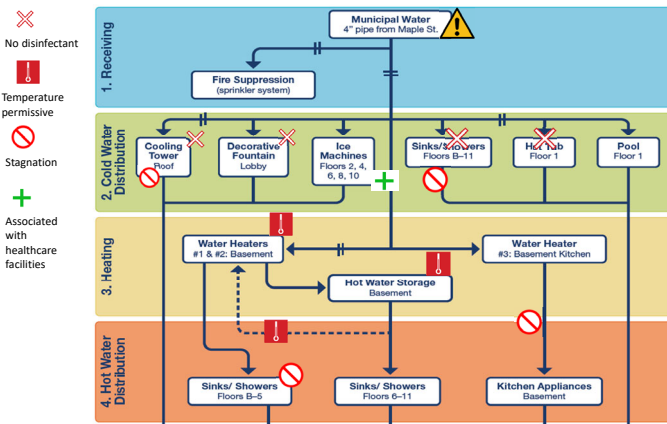 No disinfectant
Temperature
permissive
Stagnation
Associated
with
healthcare
facilities
1. Receiving
Municipal Water
4" pipe from Maple St.
Fire Suppression
(sprinkler system)
2. Cold Water
Distribution
Cooling
Tower
Roof
Decorative
Fountain
Lobby
Ice
Machines
Floors 2, 4,
6, 8, 10
Sinks/Showers
Floors B–11
Hot Tub
Floor 1
Pool
Floor 1
3. Heating
Water Heaters
#1 & #2: Basement
Water Heater
#3: Basement Kitchen
Hot Water Storage
Basement
4. Hot Water
Distribution
Sinks/ Showers
Floors B–5
Sinks/ Showers
Floors 6–11
Kitchen Appliances
Basement